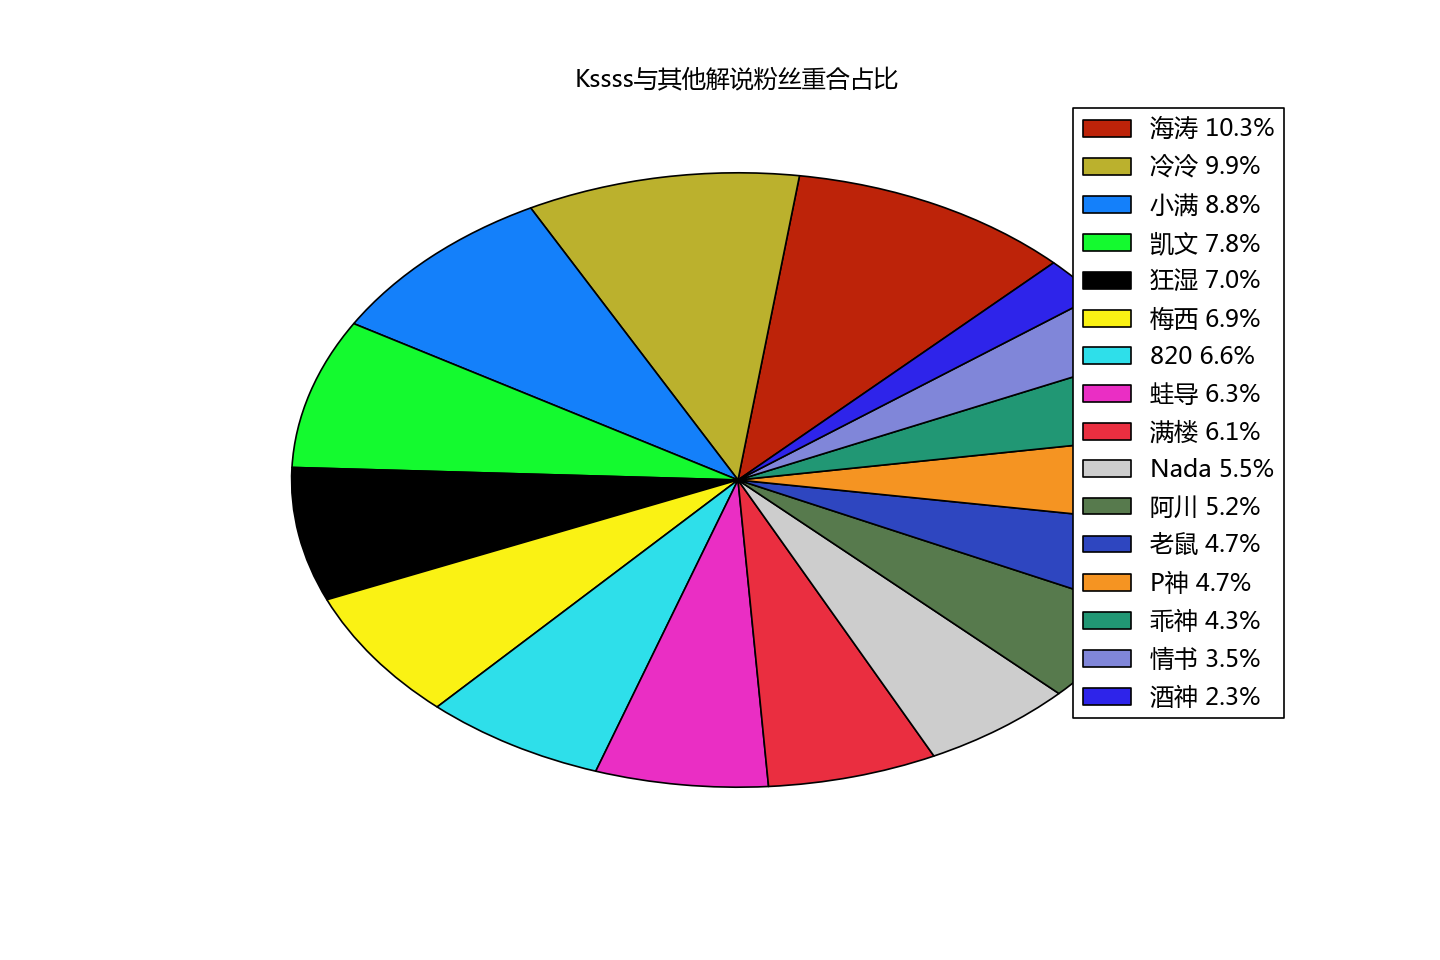 Kssss与其他解说粉丝重合占比
海涛 10.3%
冷冷 9.9%
小满 8.8%
凯文 7.8%
狂湿 7.0%
梅西 6.9%
820 6.6%
蛙导 6.3%
满楼 6.1%
Nada 5.5%
阿川 5.2%
老鼠 4.7%
P神 4.7%
乖神 4.3%
情书 3.5%
酒神 2.3%